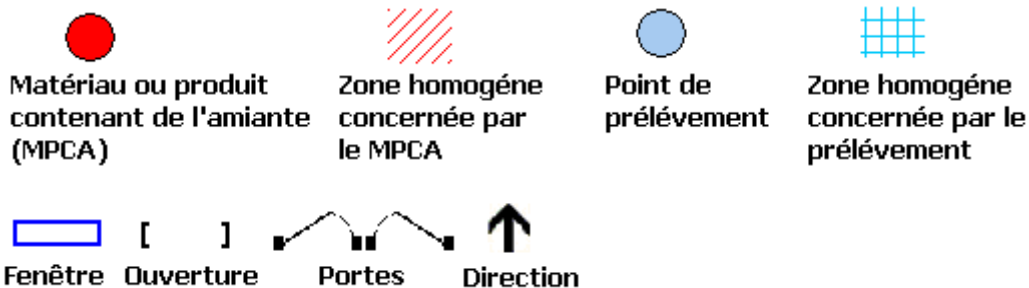 Matériau ou produit
contenant de l'amiante
(MPCA)
Zone homogéne
concernée par
le MPCA
Point de
prélévement
Zone homogéne
concernée par le
prélévement
[ ]
Fenêtre
Ouverture
Portes
Direction